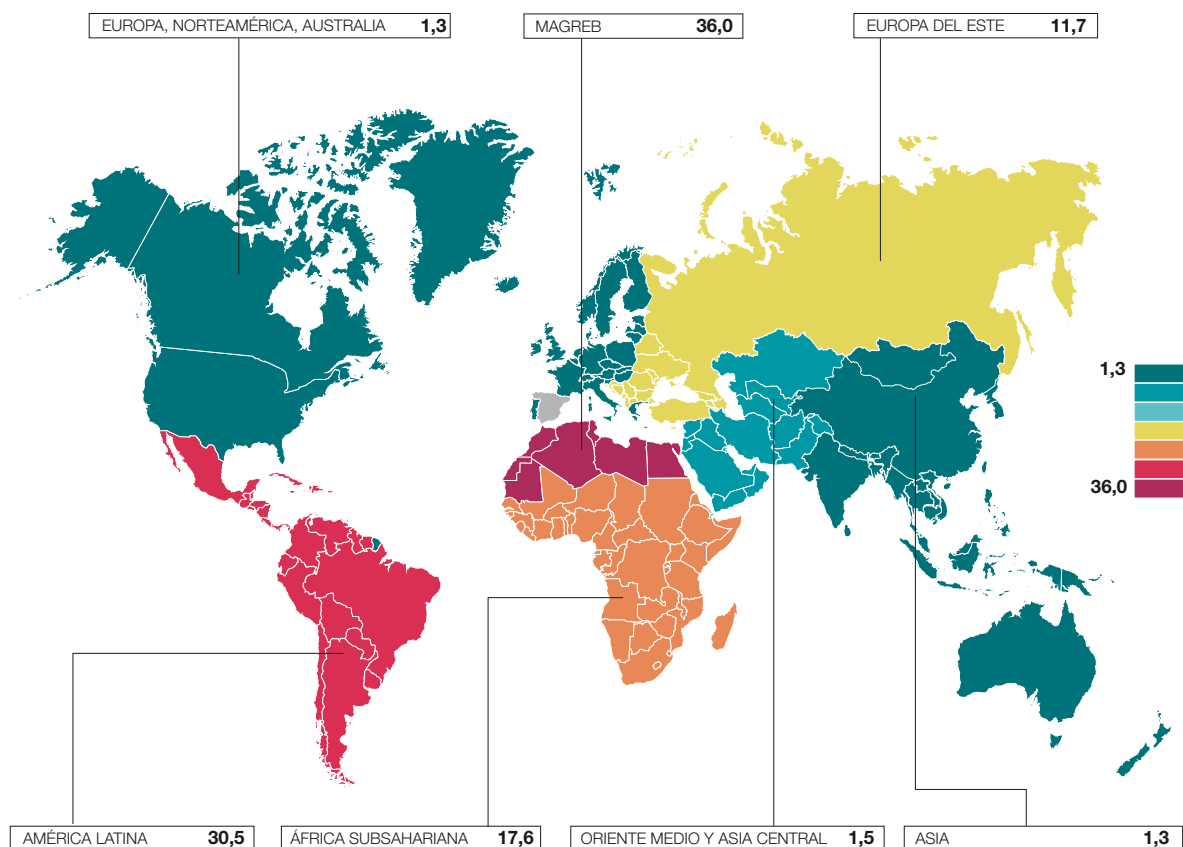 EUROPA, NORTEAMÉRICA, AUSTRALIA 1,3
MAGREB 36,0
EUROPA DEL ESTE 11,7
1,3
36,0
AMÉRICA LATINA 30,5
ÁFRICA SUBSAHARIANA 17,6
ORIENTE MEDIO Y ASIA CENTRAL 1,5
ASIA 1,3